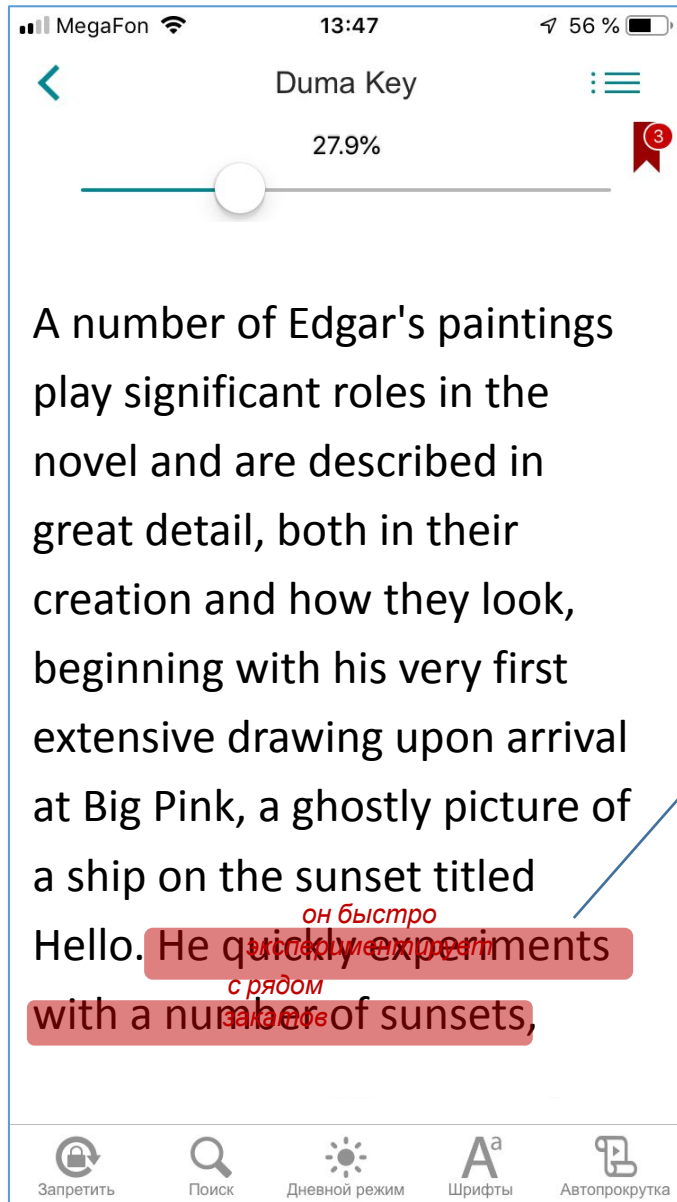 MegaFon 13:47 56 %
Duma Key
27.9%
3
A number of Edgar's paintings
play significant roles in the
novel and are described in
great detail, both in their
creation and how they look,
beginning with his very first
extensive drawing upon arrival
at Big Pink, a ghostly picture of
a ship on the sunset titled
он быстро
Hello. He quickly experiments
экспериментирует
с рядом
with a number of sunsets,
закатов
Aa
Запретить Поиск Дневной режим Шрифты Автопрокрутка